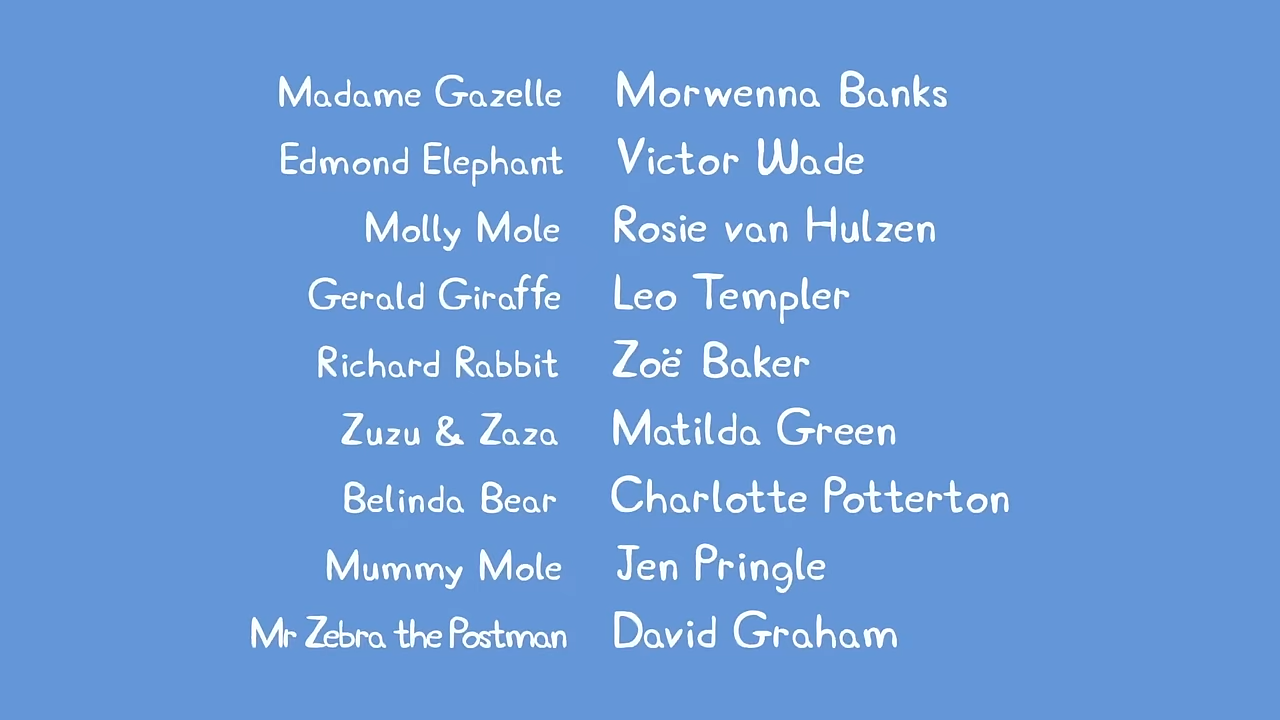 Madame Gazelle Morwenna Banks
Edmond Elephant Victor Wade
Molly Mole Rosie van Hulzen
Gerald Giraffe Leo Templer
Richard Rabbit Zoë Baker
Zuzu & Zaza Matilda Green
Belinda Bear Charlotte Potterton
Mummy Mole Jen Pringle
Mr Zebra the Postman David Graham